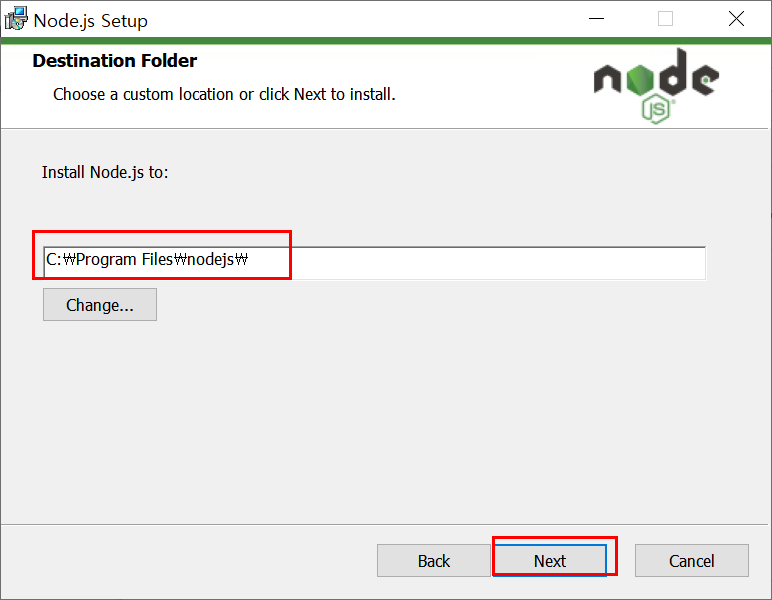 Node.js Setup
Destination Folder
Choose a custom location or click Next to install.
node
JS
Install Node.js to:
C:₩Program Files₩nodejs₩
Change...
Back Next Cancel